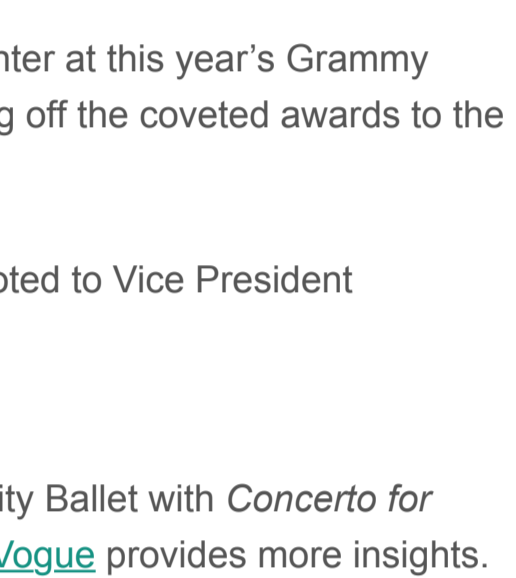 nter at this year's Grammy
g off the coveted awards to the
oted to Vice President
ity Ballet with Concerto for
Vogue provides more insights.